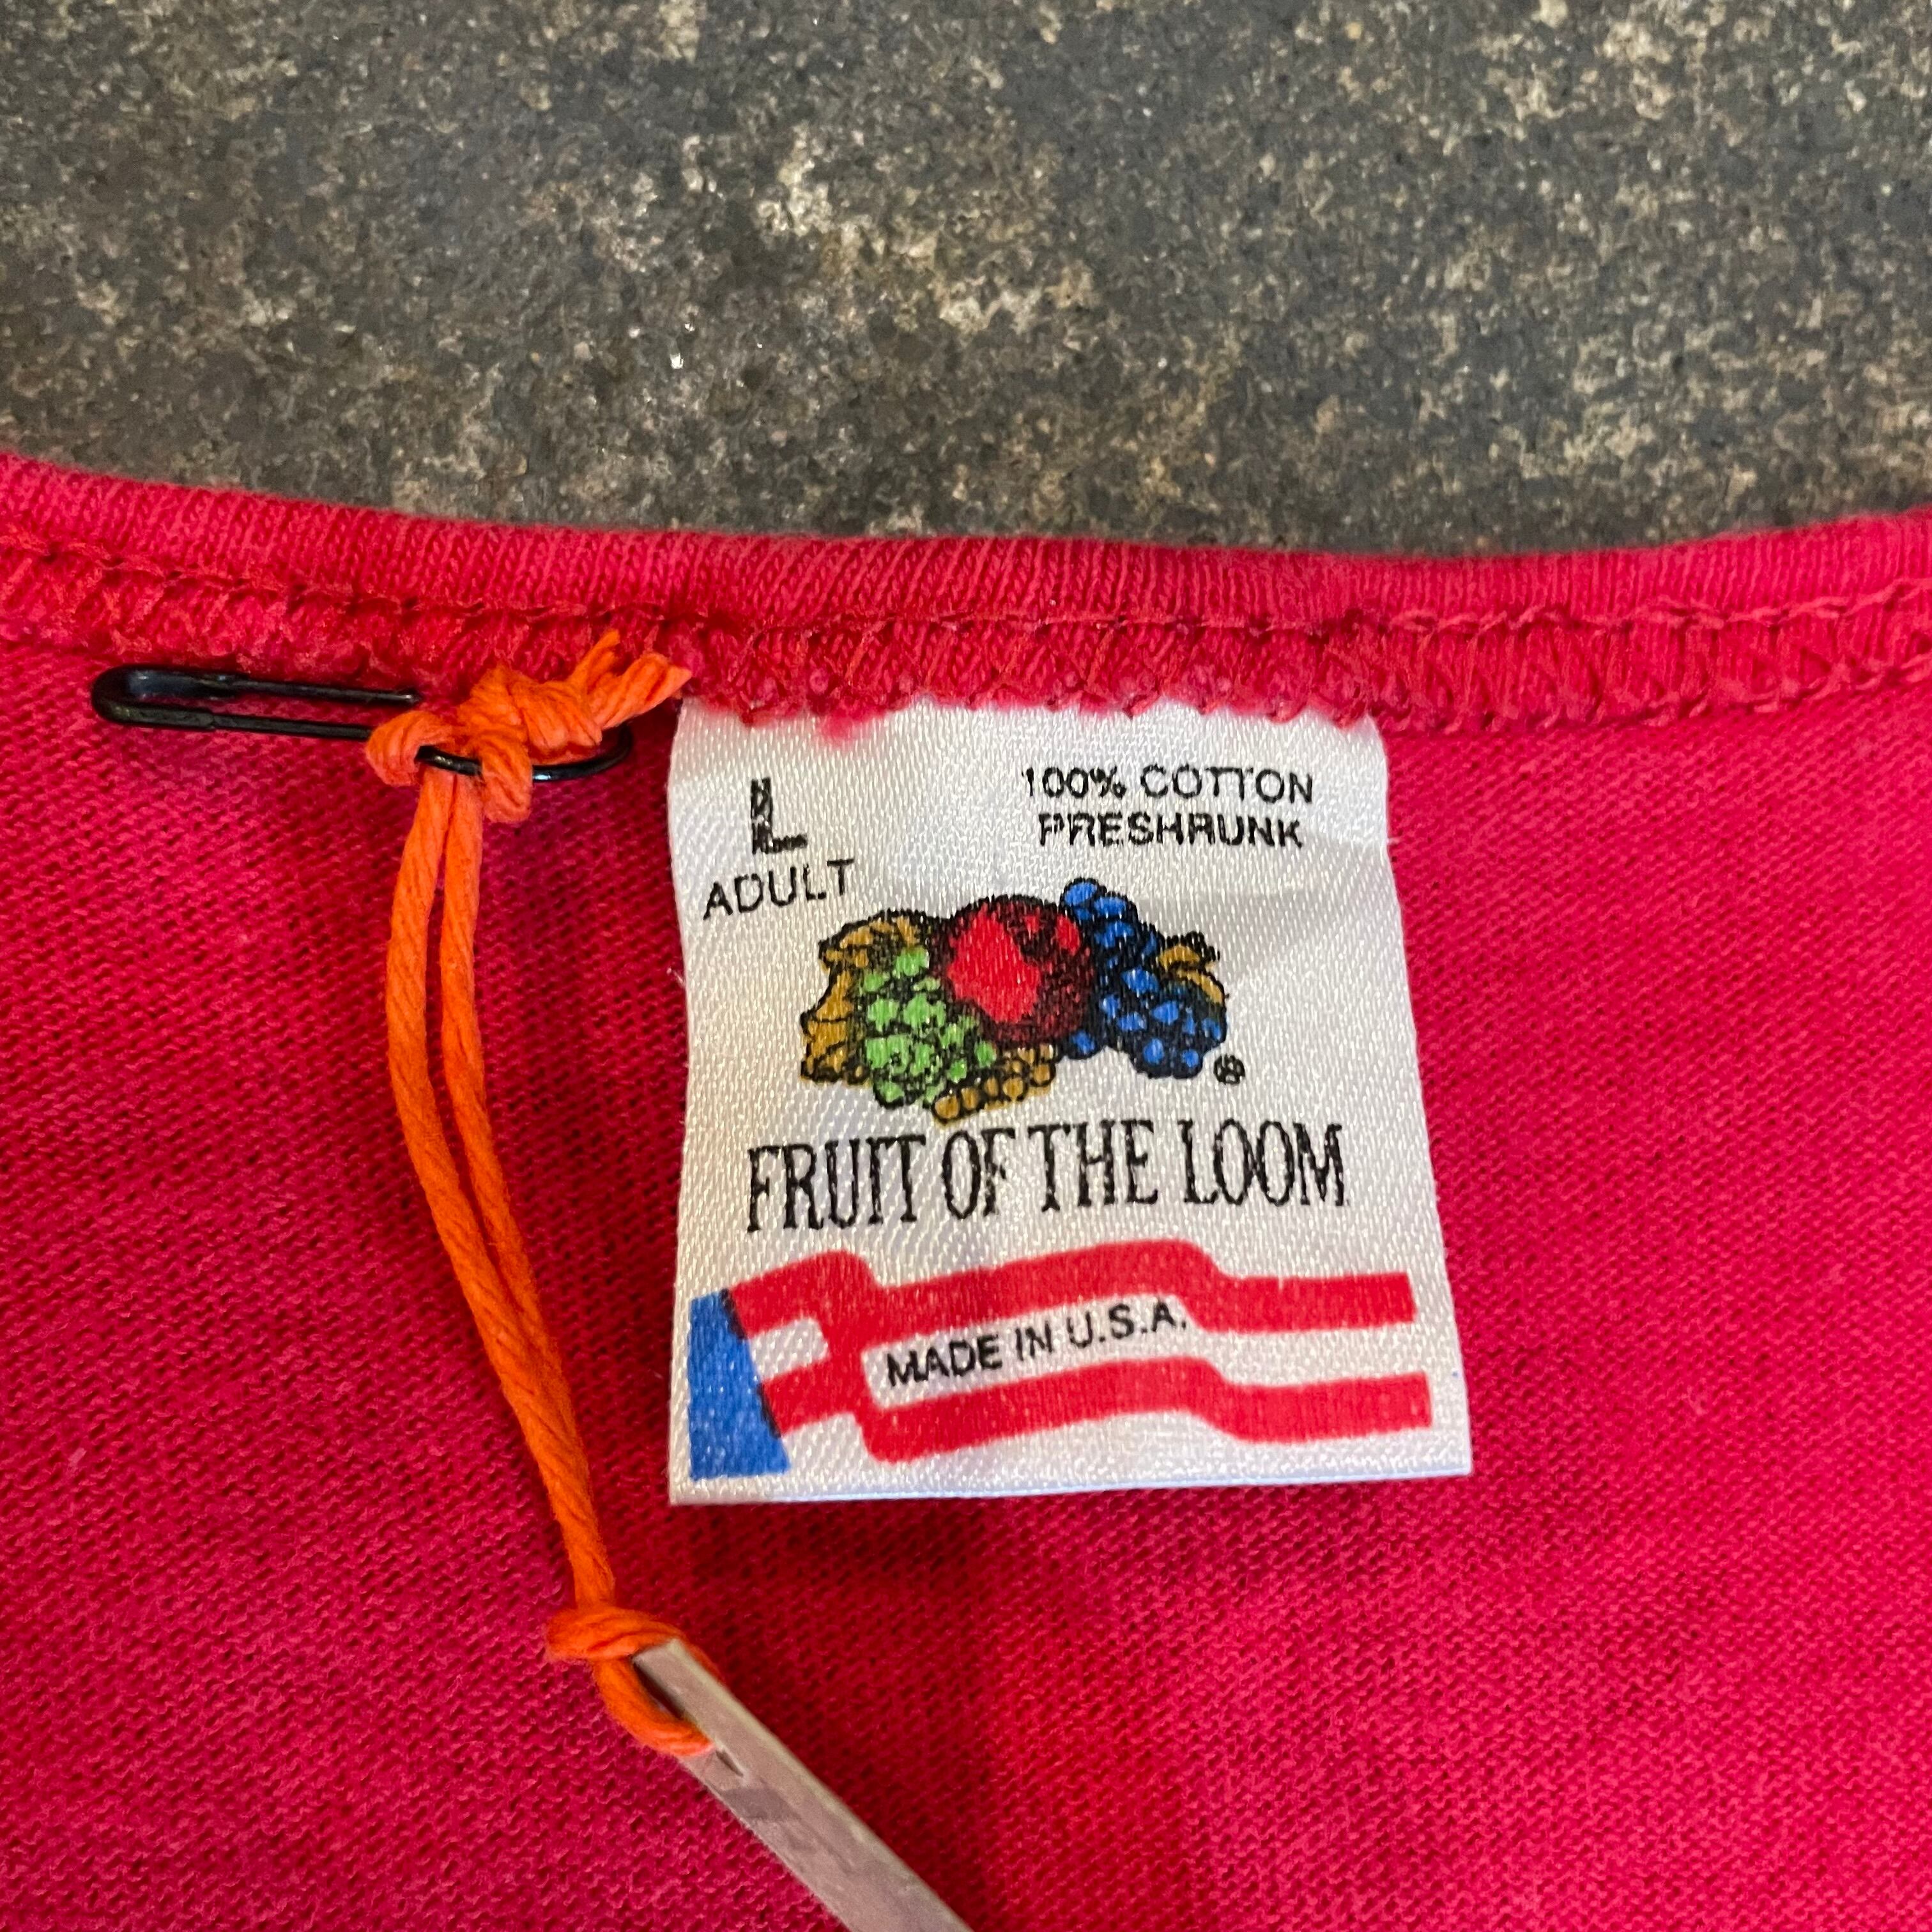 L
ADULT
100% COTTON
PRESHRUNK
®
FRUIT OF THE LOOM
MADE IN U.S.A.